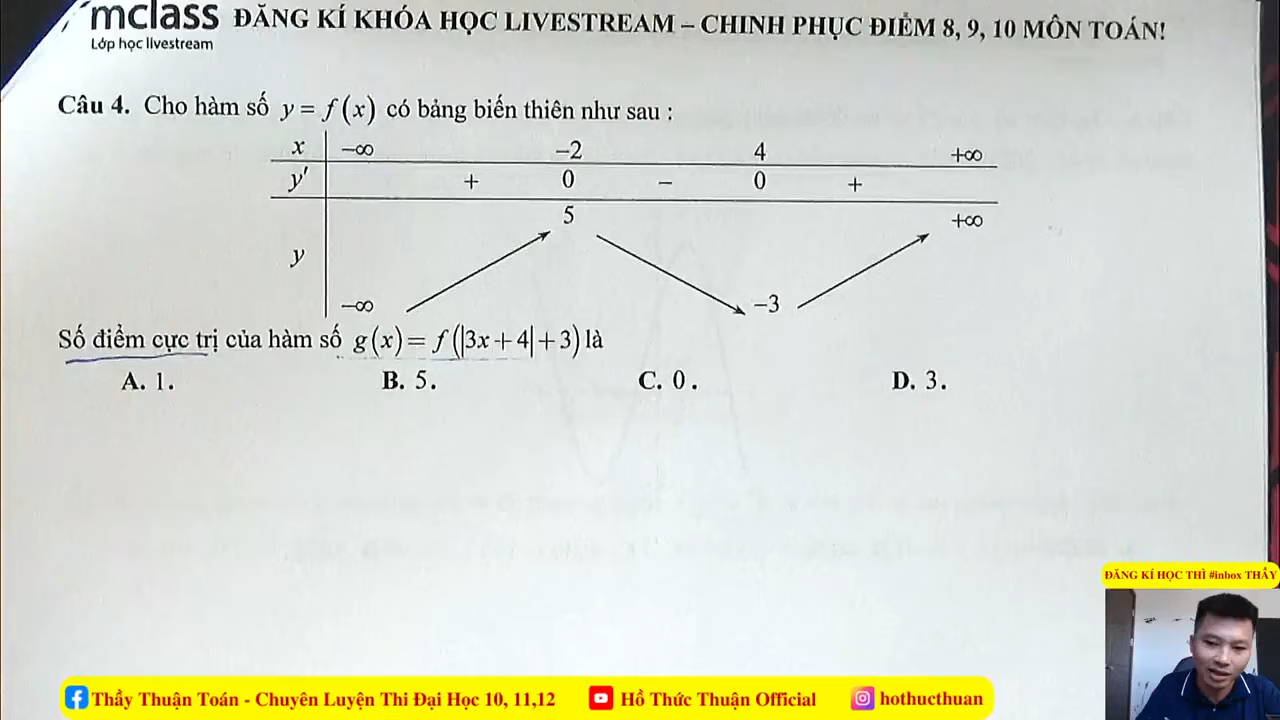 mclass
Lớp học livestream
ĐĂNG KÍ KHÓA HỌC LIVESTREAM – CHINH PHỤC ĐIỂM 8, 9, 10 MÔN TOÁN!
Câu 4. Cho hàm số y = f(x) có bảng biến thiên như sau :
x −∞ −2 4 +∞
y′ + 0 − 0 +
5 +∞
y
−∞ −3
Số điểm cực trị của hàm số g(x) = f(|3x+4|+3) là
A. 1. B. 5. C. 0. D. 3.
ĐĂNG KÍ HỌC THÌ #inbox THẦY
Thầy Thuận Toán - Chuyên Luyện Thi Đại Học 10, 11,12 Hồ Thức Thuận Official hothucthuan